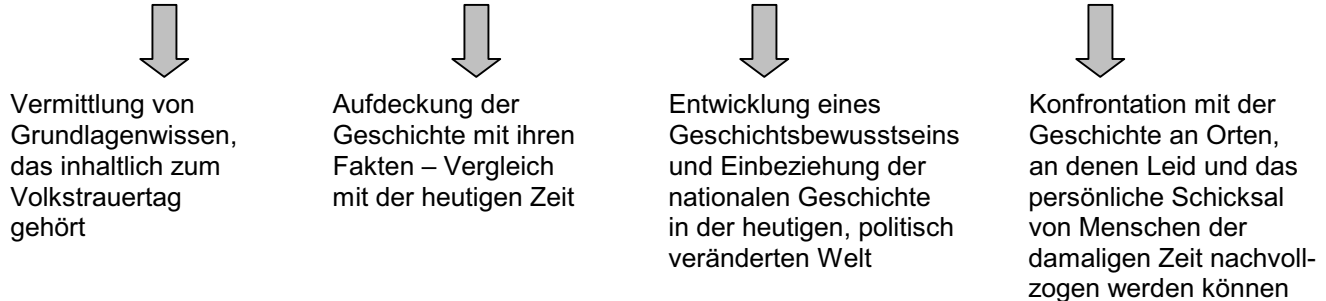 Vermittlung von
Grundlagenwissen,
das inhaltlich zum
Volkstrauertag
gehört
Aufdeckung der
Geschichte mit ihren
Fakten – Vergleich
mit der heutigen Zeit
Entwicklung eines
Geschichtsbewusstseins
und Einbeziehung der
nationalen Geschichte
in der heutigen, politisch
veränderten Welt
Konfrontation mit der
Geschichte an Orten,
an denen Leid und das
persönliche Schicksal
von Menschen der
damaligen Zeit nachvoll-
zogen werden können